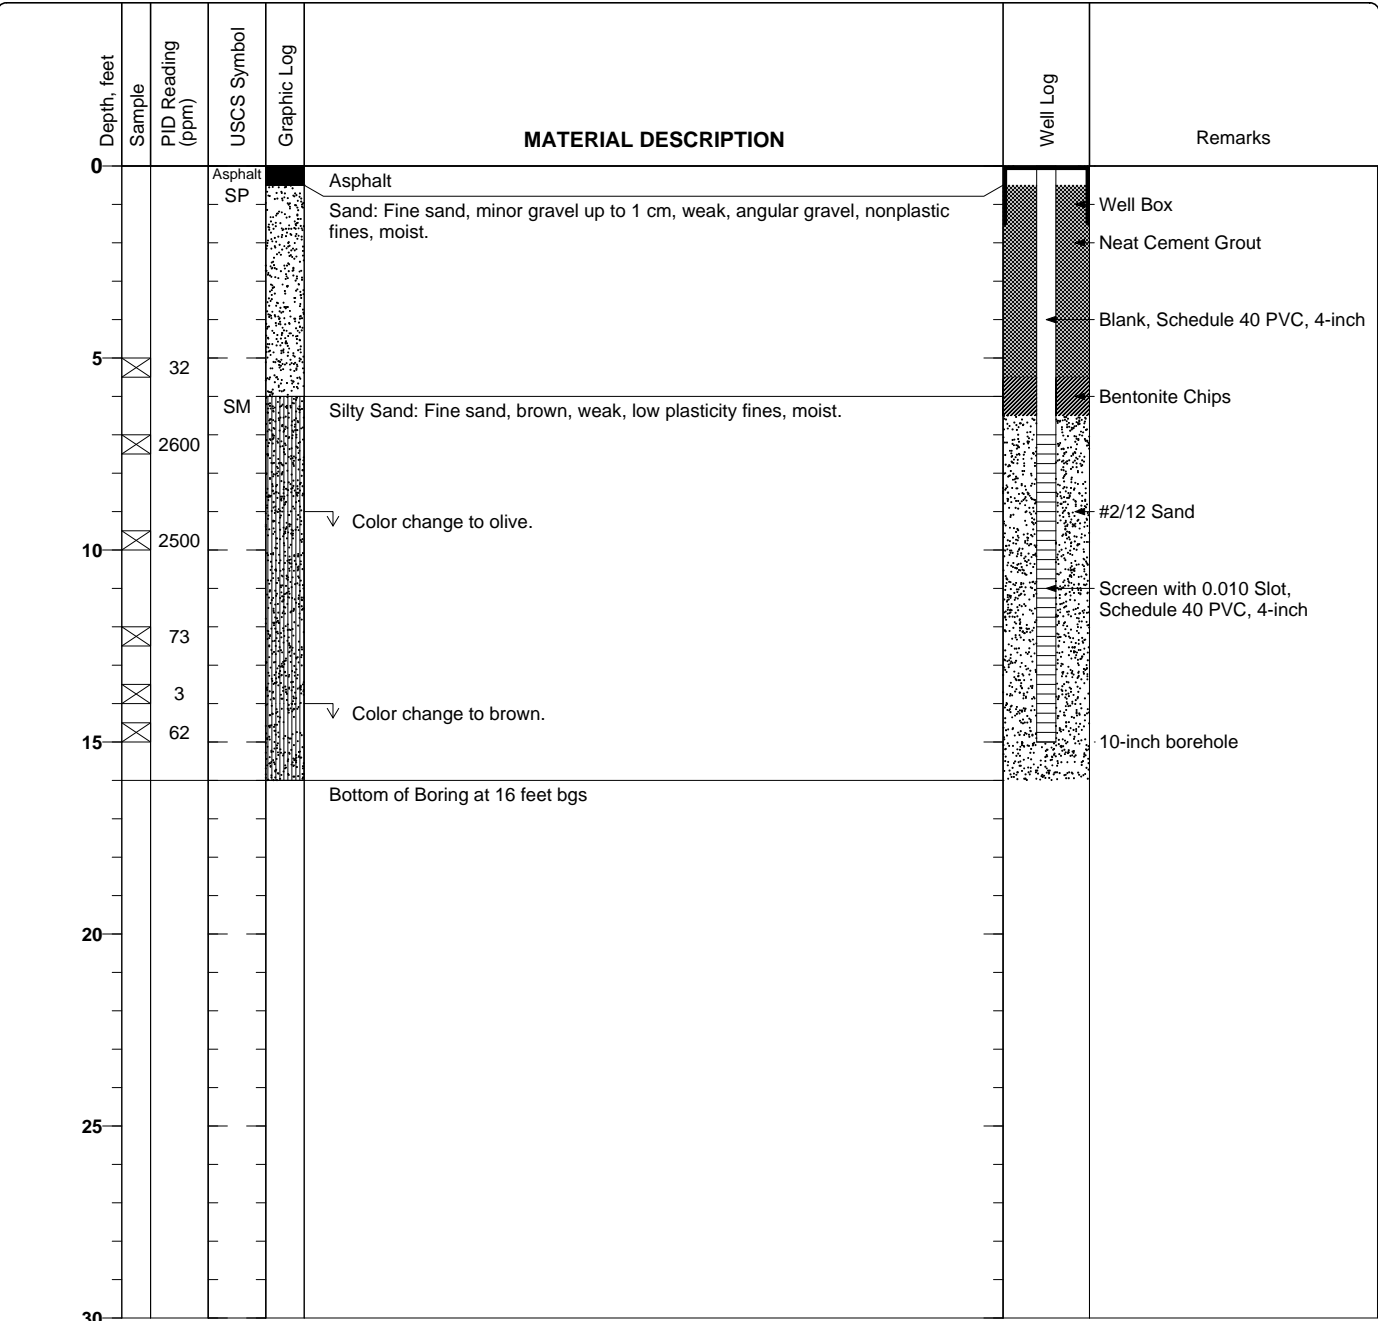 Depth, feet
Sample
PID Reading
(ppm)
USCS Symbol
Graphic Log
MATERIAL DESCRIPTION
Well Log
Remarks
0
Asphalt
SP
Asphalt
Sand: Fine sand, minor gravel up to 1 cm, weak, angular gravel, nonplastic
fines, moist.
Well Box
Neat Cement Grout
Blank, Schedule 40 PVC, 4-inch
5
32
SM
Silty Sand: Fine sand, brown, weak, low plasticity fines, moist.
Bentonite Chips
2600
Color change to olive.
#2/12 Sand
2500
10
Screen with 0.010 Slot,
Schedule 40 PVC, 4-inch
73
3
Color change to brown.
62
15
10-inch borehole
Bottom of Boring at 16 feet bgs
20
25
30